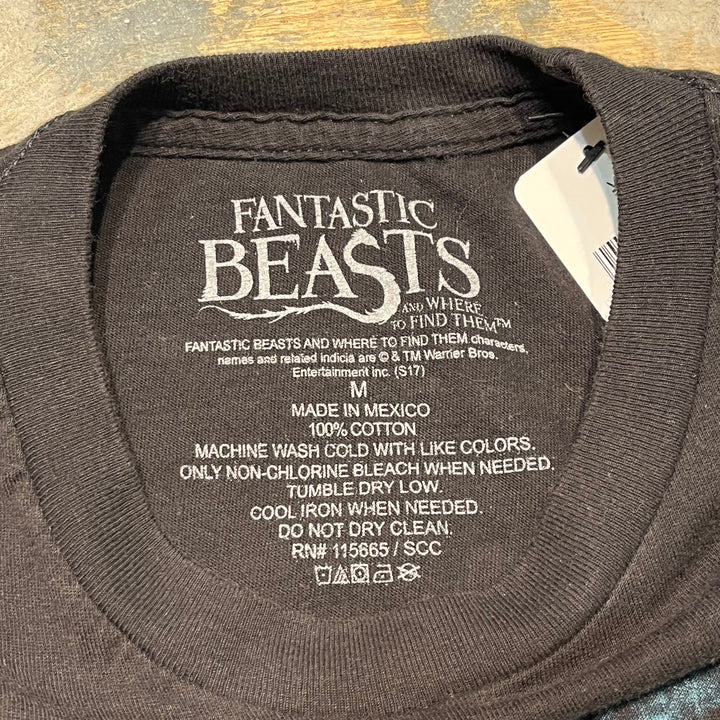 FANTASTIC
BEASTS
AND WHERE
TO FIND THEM™
FANTASTIC BEASTS AND WHERE TO FIND THEM characters,
names and related indicia are © & TM Warner Bros.
Entertainment Inc. (S17)
M
MADE IN MEXICO
100% COTTON
MACHINE WASH COLD WITH LIKE COLORS.
ONLY NON-CHLORINE BLEACH WHEN NEEDED.
TUMBLE DRY LOW.
COOL IRON WHEN NEEDED.
DO NOT DRY CLEAN.
RN# 115665 / SCC